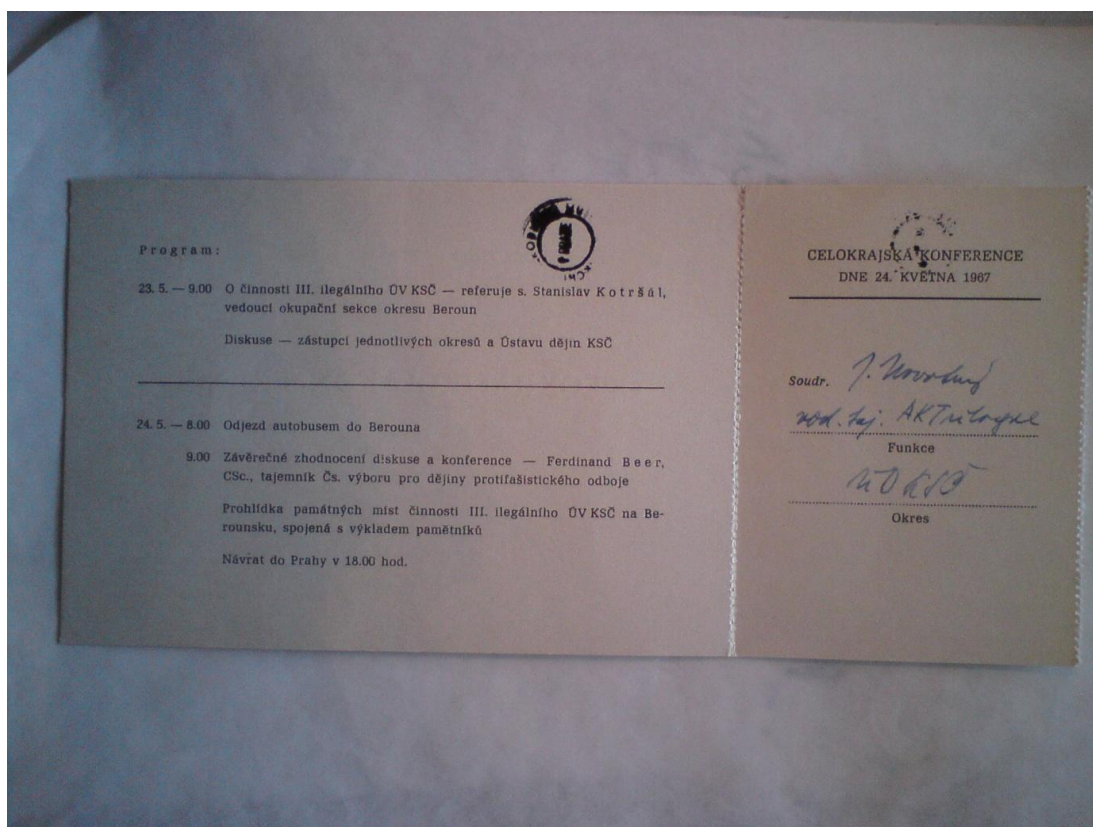 Program:
23. 5. — 9.00 O činnosti III. ilegálního ÚV KSČ — referuje s. Stanislav Kotršál,
vedoucí okupační sekce okresu Beroun
Diskuse — zástupci jednotlivých okresů a Ústavu dějin KSČ
24. 5. — 8.00 Odjezd autobusem do Berouna
9.00 Závěrečné zhodnocení diskuse a konference — Ferdinand Beer,
CSc., tajemník Čs. výboru pro dějiny protifašistického odboje
Prohlídka památných míst činnosti III. ilegálního ÚV KSČ na Be-
rounsku, spojená s výkladem pamětníků
Návrat do Prahy v 18.00 hod.
CELOKRAJSKÁ KONFERENCE
DNE 24. KVĚTNA 1967
Soudr. J. Novotný
Funkce
KSČ
Okres